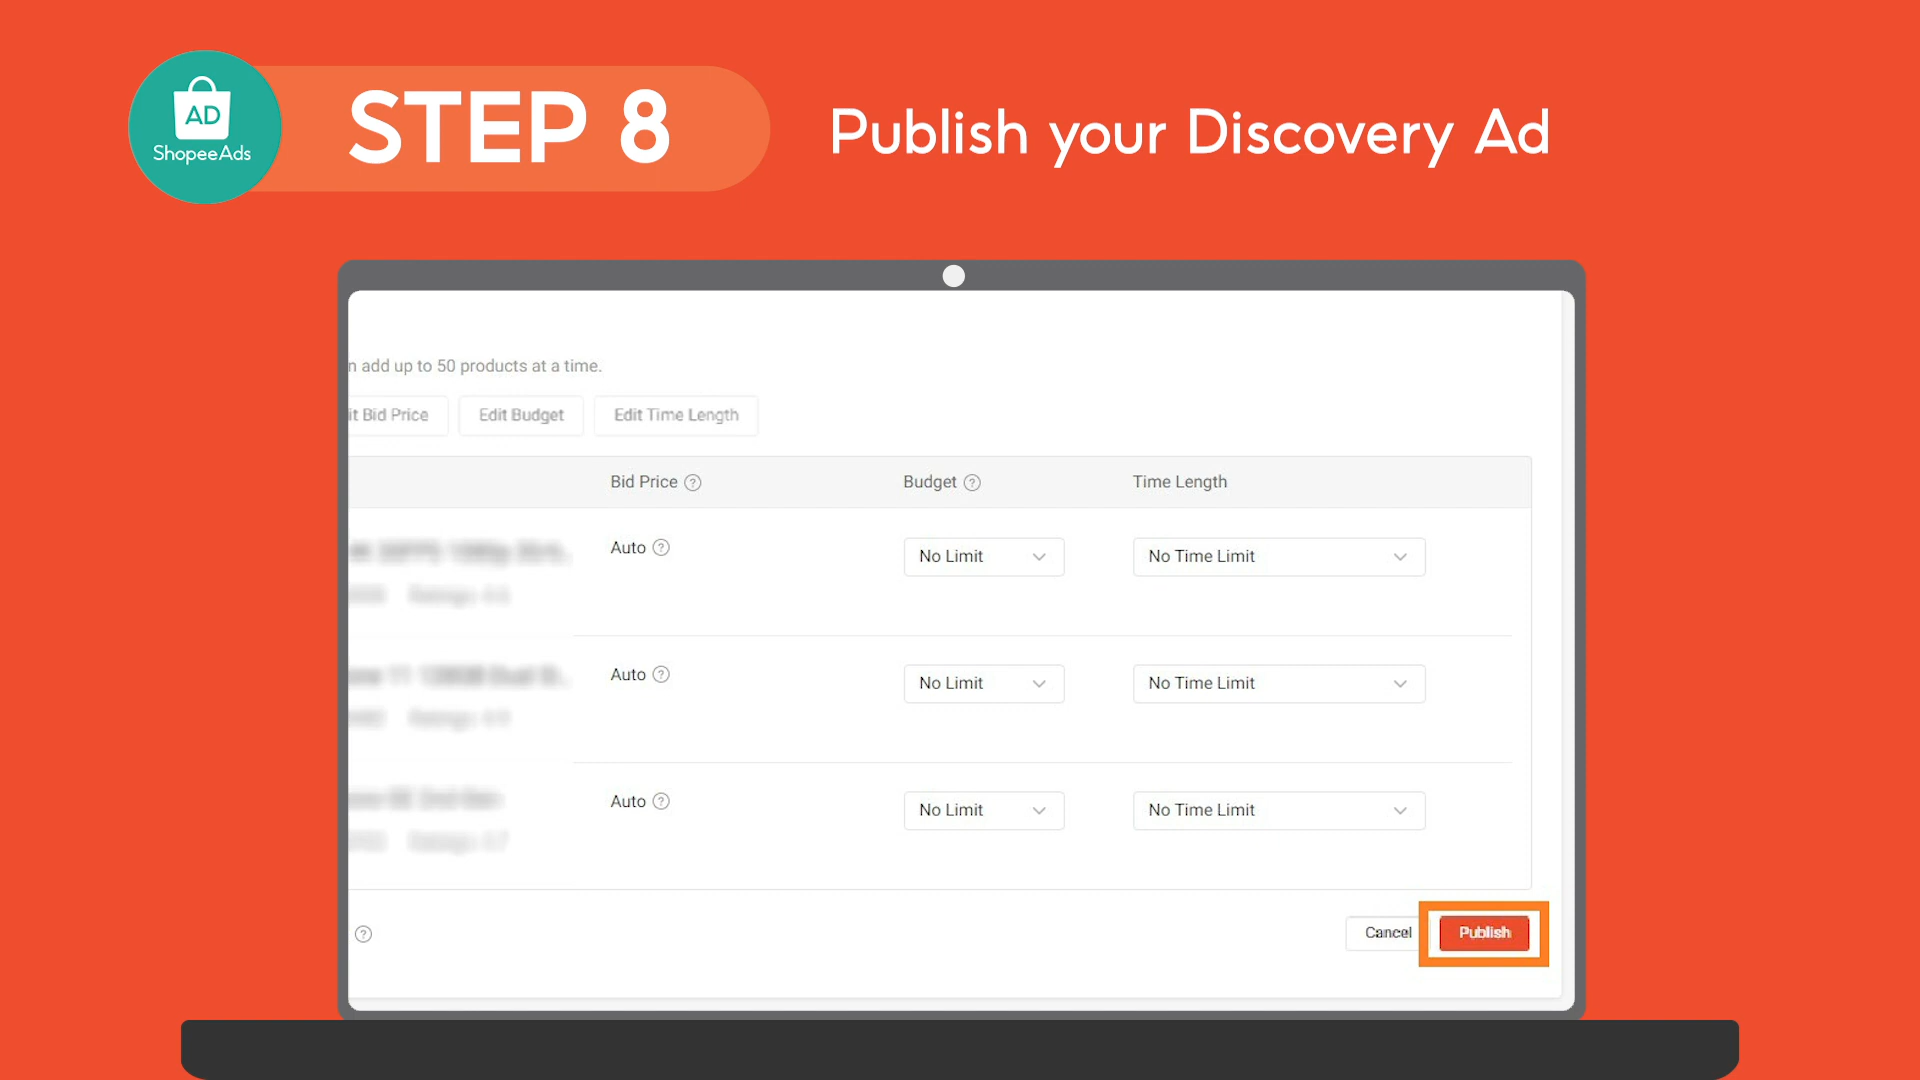 AD
ShopeeAds
STEP 8
Publish your Discovery Ad
n add up to 50 products at a time.
it Bid Price
Edit Budget
Edit Time Length
Bid Price ?
Budget ?
Time Length
Auto ?
No Limit
No Time Limit
Auto ?
No Limit
No Time Limit
Auto ?
No Limit
No Time Limit
?
Cancel
Publish